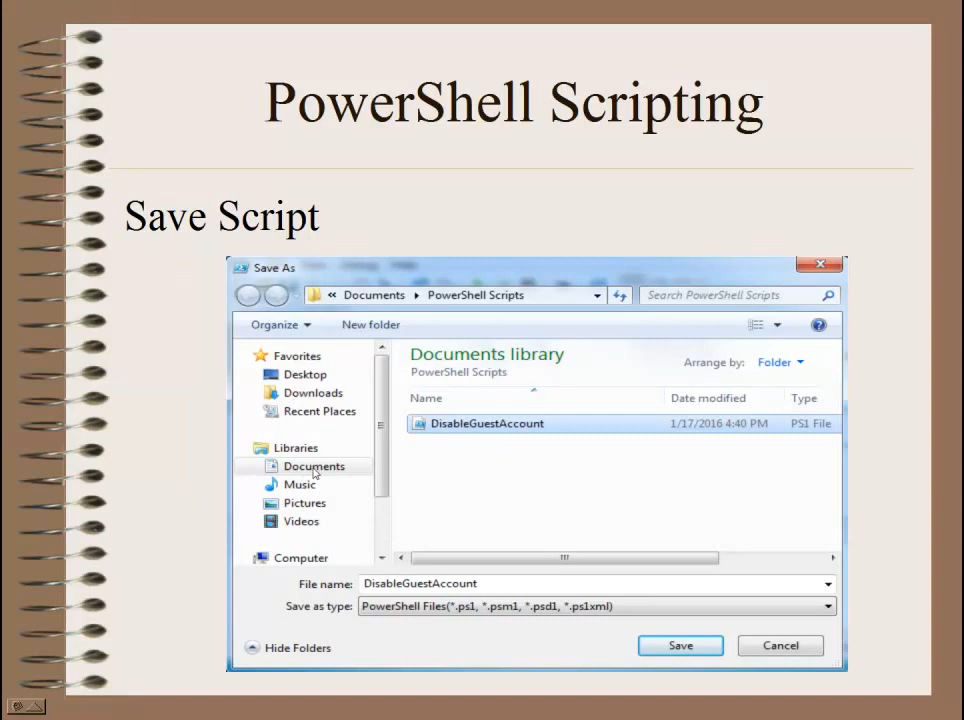 PowerShell Scripting
Save Script
Save As
« Documents ▸ PowerShell Scripts
Search PowerShell Scripts
Organize
New folder
Favorites
Desktop
Downloads
Recent Places
Libraries
Documents
Music
Pictures
Videos
Computer
Documents library
PowerShell Scripts
Arrange by: Folder
Name Date modified Type
DisableGuestAccount 1/17/2016 4:40 PM PS1 File
File name: DisableGuestAccount
Save as type: PowerShell Files(*.ps1, *.psm1, *.psd1, *.ps1xml)
Hide Folders
Save
Cancel